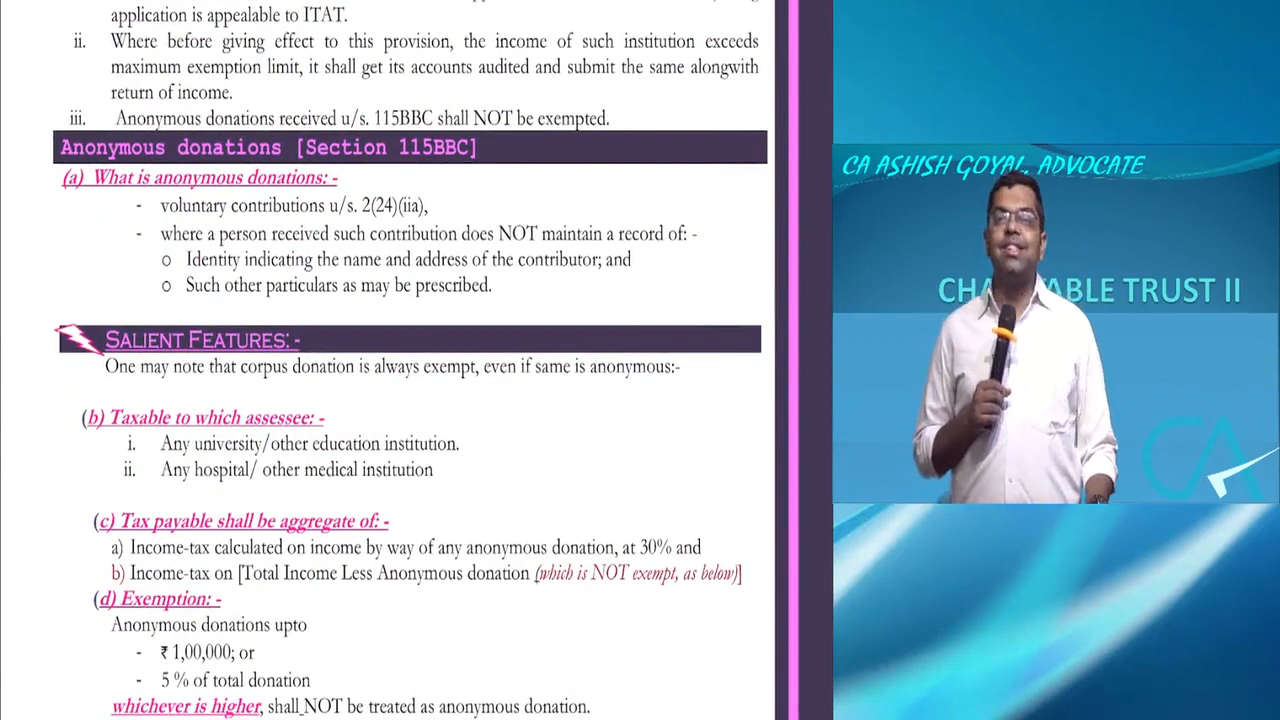 application is appealable to ITAT.
ii. Where before giving effect to this provision, the income of such institution exceeds
maximum exemption limit, it shall get its accounts audited and submit the same alongwith
return of income.
iii. Anonymous donations received u/s. 115BBC shall NOT be exempted.
Anonymous donations [Section 115BBC]
(a) What is anonymous donations: -
- voluntary contributions u/s. 2(24)(iia),
- where a person received such contribution does NOT maintain a record of: -
o Identity indicating the name and address of the contributor; and
o Such other particulars as may be prescribed.
SALIENT FEATURES: -
One may note that corpus donation is always exempt, even if same is anonymous:-
(b) Taxable to which assessee: -
i. Any university/other education institution.
ii. Any hospital/ other medical institution
(c) Tax payable shall be aggregate of: -
a) Income-tax calculated on income by way of any anonymous donation, at 30% and
b) Income-tax on [Total Income Less Anonymous donation (which is NOT exempt, as below)]
(d) Exemption: -
Anonymous donations upto
- ₹ 1,00,000; or
- 5 % of total donation
whichever is higher, shall NOT be treated as anonymous donation.
CA ASHISH GOYAL, ADVOCATE
TRUST II
CA